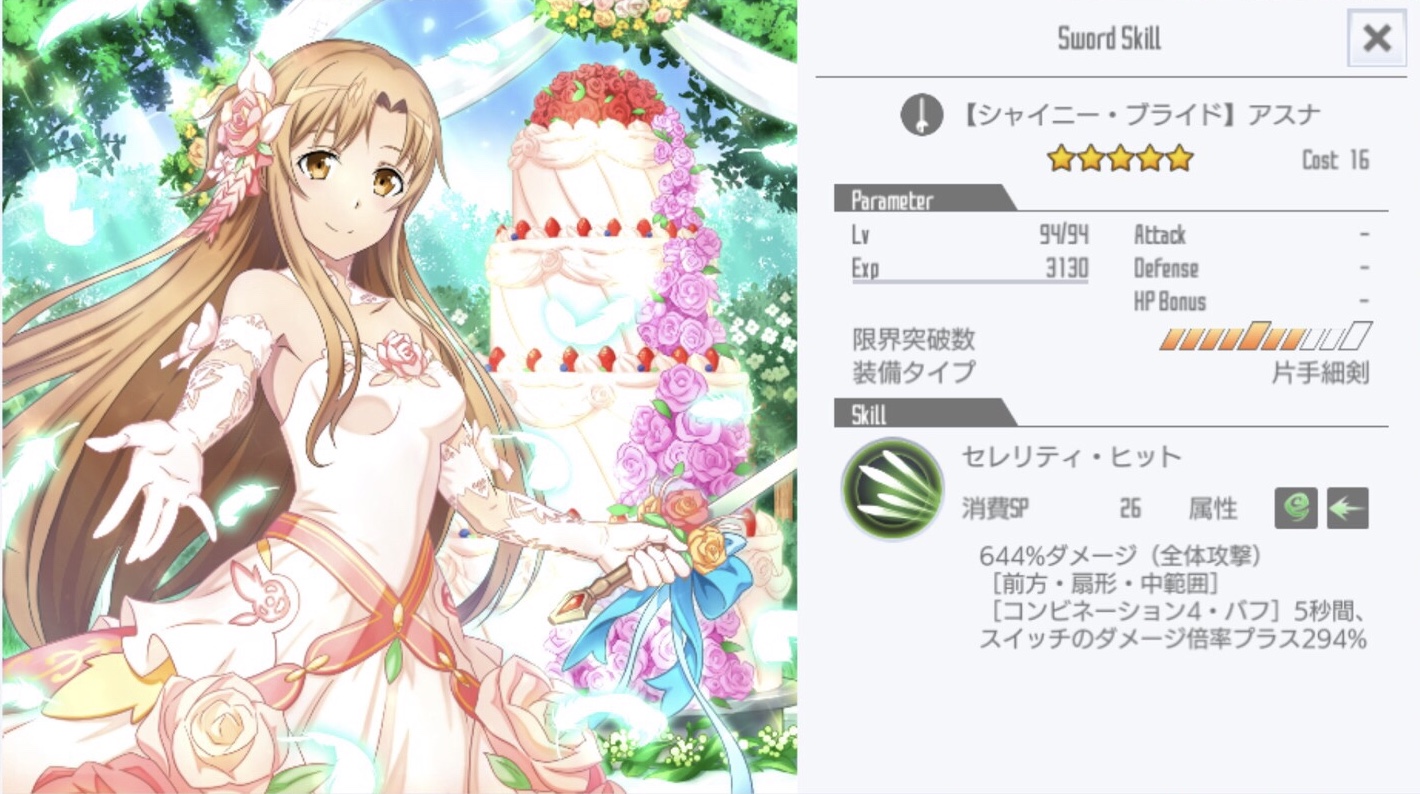 Sword Skill
【シャイニー・ブライド】アスナ
Cost 16
Parameter
Lv 94/94
Attack -
Exp 3130
Defense -
HP Bonus -
限界突破数
装備タイプ 片手細剣
Skill
セレリティ・ヒット
消費SP 26 属性
644%ダメージ（全体攻撃）
［前方・扇形・中範囲］
［コンビネーション4・バフ］5秒間、
スイッチのダメージ倍率プラス294%